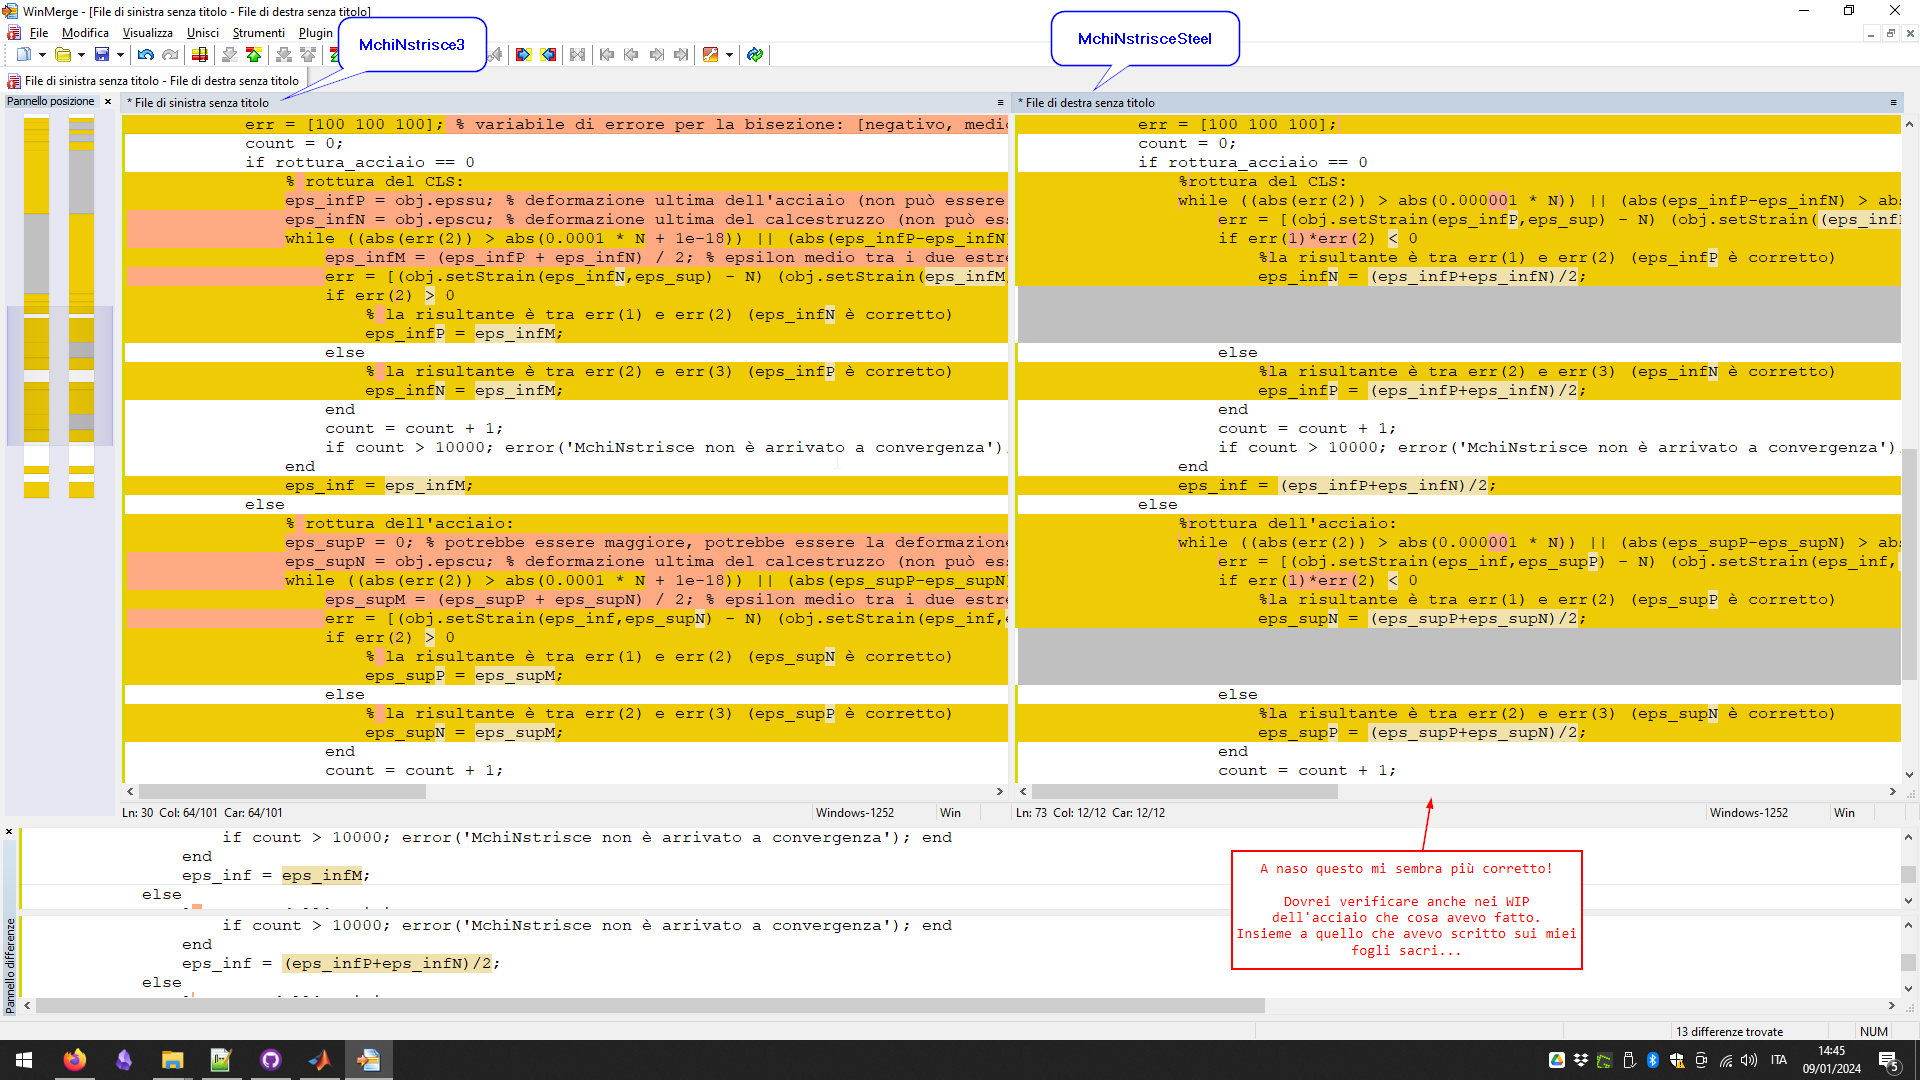 WinMerge - [File di sinistra senza titolo - File di destra senza titolo]
File Modifica Visualizza Unisci Strumenti Plugin
MchiNstrisce3
MchiNstrisceSteel
File di sinistra senza titolo - File di destra senza titolo
Pannello posizione
* File di sinistra senza titolo
err = [100 100 100]; % variabile di errore per la bisezione: [negativo, medi
count = 0;
if rottura_acciaio == 0
% rottura del CLS:
eps_infP = obj.epssu; % deformazione ultima dell'acciaio (non può essere
eps_infN = obj.epscu; % deformazione ultima del calcestruzzo (non può ess
while ((abs(err(2)) > abs(0.0001 * N + 1e-18)) || (abs(eps_infP-eps_infN)
eps_infM = (eps_infP + eps_infN) / 2; % epsilon medio tra i due estre
err = [(obj.setStrain(eps_infN,eps_sup) - N) (obj.setStrain(eps_infM
if err(2) > 0
% la risultante è tra err(1) e err(2) (eps_infN è corretto)
eps_infP = eps_infM;
else
% la risultante è tra err(2) e err(3) (eps_infP è corretto)
eps_infN = eps_infM;
end
count = count + 1;
if count > 10000; error('MchiNstrisce non è arrivato a convergenza')
end
eps_inf = eps_infM;
else
% rottura dell'acciaio:
eps_supP = 0; % potrebbe essere maggiore, potrebbe essere la deformazione
eps_supN = obj.epscu; % deformazione ultima del calcestruzzo (non può ess
while ((abs(err(2)) > abs(0.0001 * N + 1e-18)) || (abs(eps_supP-eps_supN)
eps_supM = (eps_supP + eps_supN) / 2; % epsilon medio tra i due estre
err = [(obj.setStrain(eps_inf,eps_supN) - N) (obj.setStrain(eps_inf,e
if err(2) > 0
% la risultante è tra err(1) e err(2) (eps_supN è corretto)
eps_supP = eps_supM;
else
% la risultante è tra err(2) e err(3) (eps_supP è corretto)
eps_supN = eps_supM;
end
count = count + 1;
Ln: 30 Col: 64/101 Car: 64/101
Windows-1252
Win
* File di destra senza titolo
err = [100 100 100];
count = 0;
if rottura_acciaio == 0
%rottura del CLS:
while ((abs(err(2)) > abs(0.000001 * N)) || (abs(eps_infP-eps_infN) > abs
err = [(obj.setStrain(eps_infP,eps_sup) - N) (obj.setStrain((eps_inf
if err(1)*err(2) < 0
%la risultante è tra err(1) e err(2) (eps_infP è corretto)
eps_infN = (eps_infP+eps_infN)/2;
else
%la risultante è tra err(2) e err(3) (eps_infN è corretto)
eps_infP = (eps_infP+eps_infN)/2;
end
count = count + 1;
if count > 10000; error('MchiNstrisce non è arrivato a convergenza')
end
eps_inf = (eps_infP+eps_infN)/2;
else
%rottura dell'acciaio:
while ((abs(err(2)) > abs(0.000001 * N)) || (abs(eps_supP-eps_supN) > abs
err = [(obj.setStrain(eps_inf,eps_supP) - N) (obj.setStrain(eps_inf,
if err(1)*err(2) < 0
%la risultante è tra err(1) e err(2) (eps_supP è corretto)
eps_supN = (eps_supP+eps_supN)/2;
else
%la risultante è tra err(2) e err(3) (eps_supN è corretto)
eps_supP = (eps_supP+eps_supN)/2;
end
count = count + 1;
Ln: 73 Col: 12/12 Car: 12/12
Windows-1252
Win
Pannello differenze
if count > 10000; error('MchiNstrisce non è arrivato a convergenza'); end
end
eps_inf = eps_infM;
else
if count > 10000; error('MchiNstrisce non è arrivato a convergenza'); end
end
eps_inf = (eps_infP+eps_infN)/2;
else
A naso questo mi sembra più corretto!
Dovrei verificare anche nei WIP
dell'acciaio che cosa avevo fatto.
Insieme a quello che avevo scritto sui miei
fogli sacri...
13 differenze trovate
NUM
ITA
14:45
09/01/2024
5